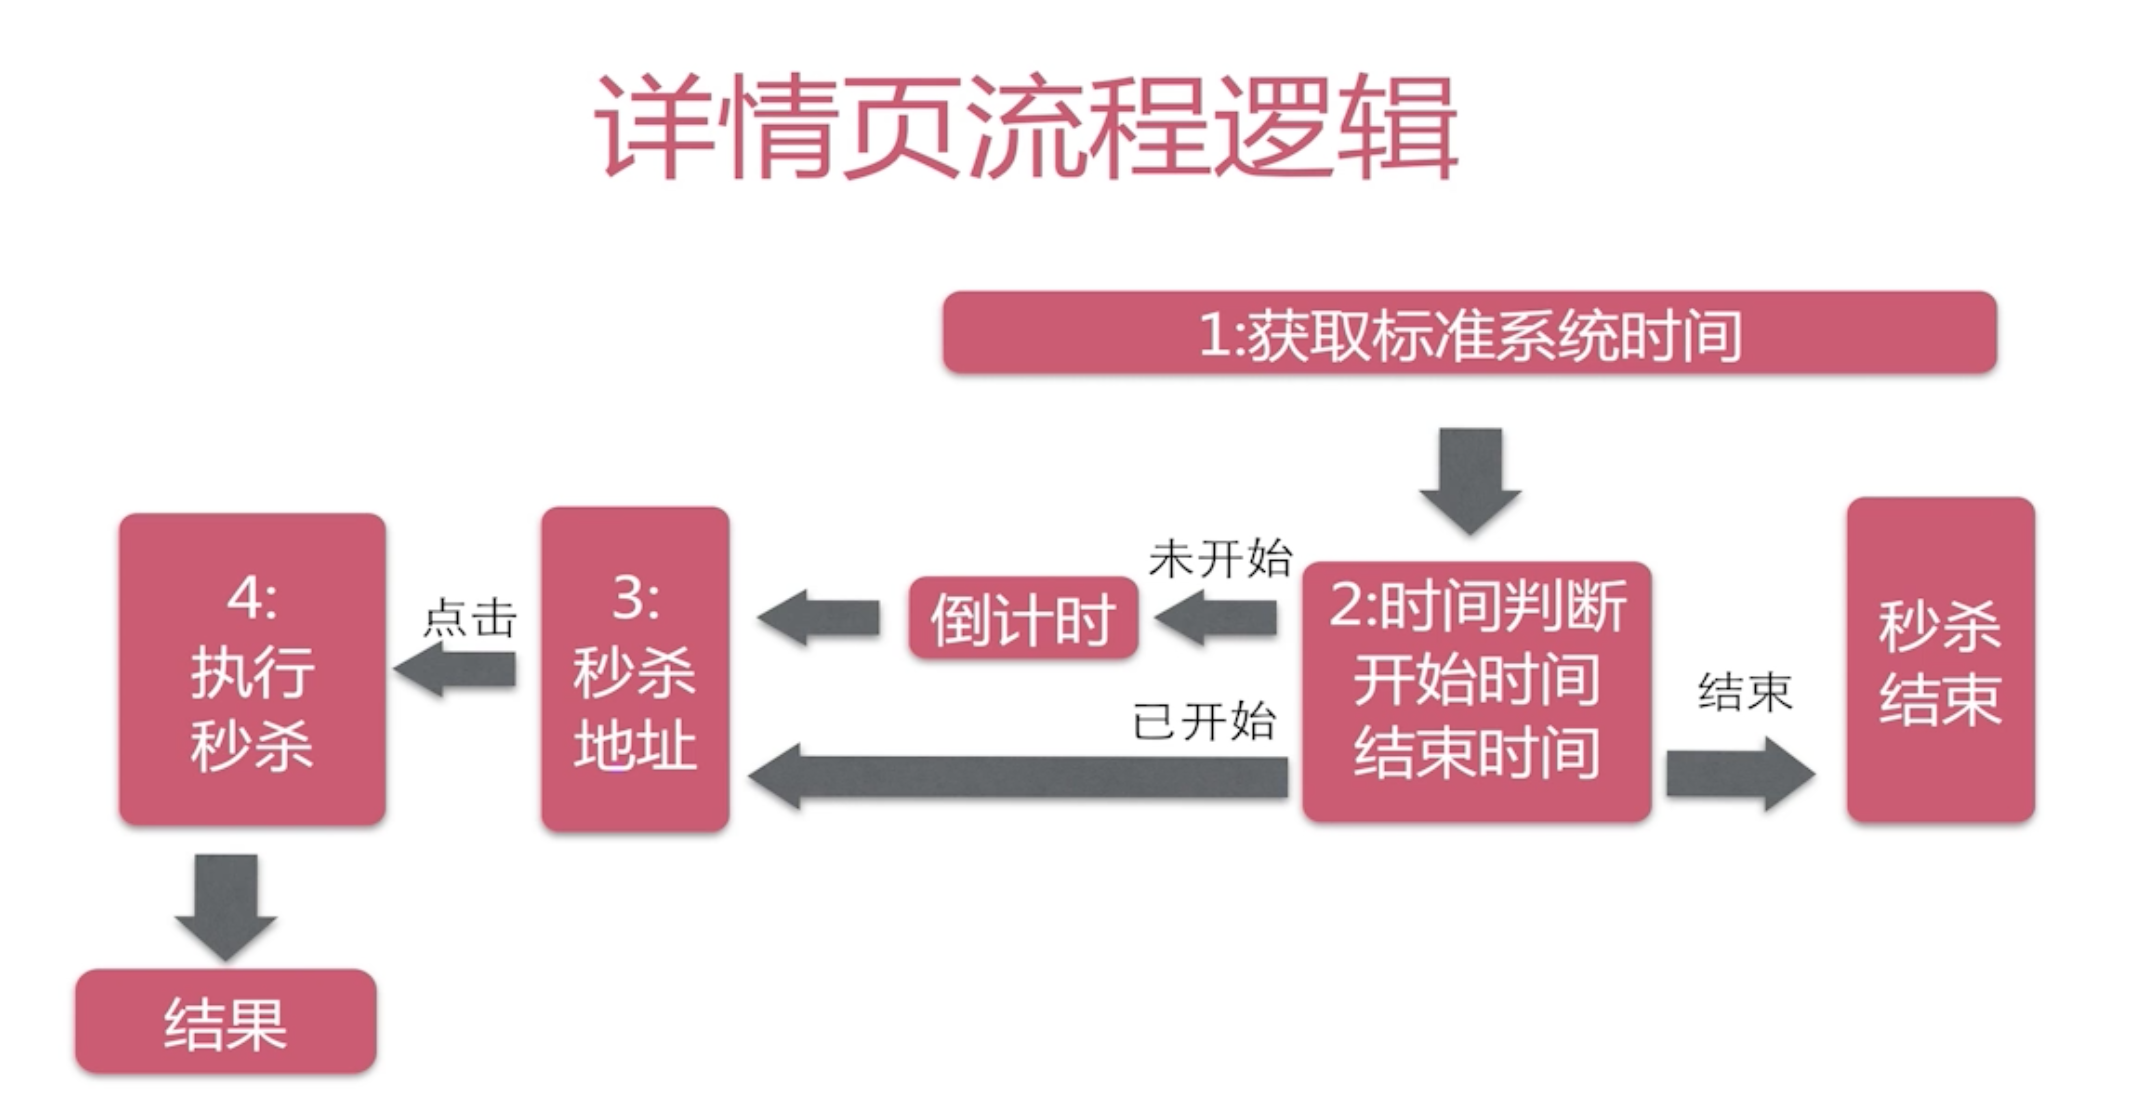 详情页流程逻辑
1:获取标准系统时间
2:时间判断
开始时间
结束时间
未开始
倒计时
已开始
结束
秒杀
结束
3:
秒杀
地址
点击
4:
执行
秒杀
结果